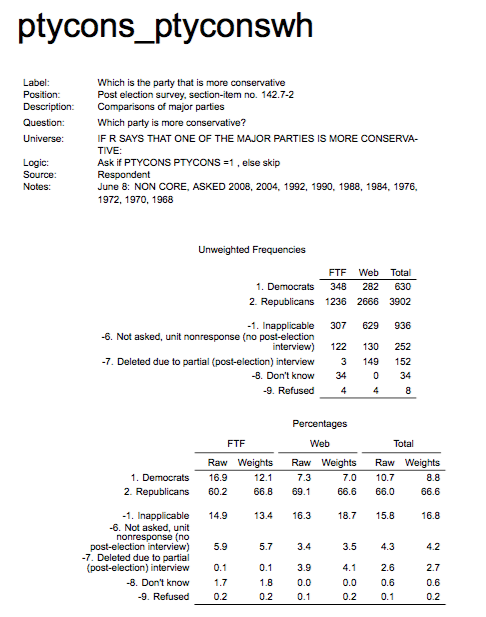 ptycons_ptyconswh
Label: Which is the party that is more conservative
Position: Post election survey, section-item no. 142.7-2
Description: Comparisons of major parties
Question: Which party is more conservative?
Universe: IF R SAYS THAT ONE OF THE MAJOR PARTIES IS MORE CONSERVA-
TIVE:
Logic: Ask if PTYCONS PTYCONS =1 , else skip
Source: Respondent
Notes: June 8: NON CORE, ASKED 2008, 2004, 1992, 1990, 1988, 1984, 1976,
1972, 1970, 1968
Unweighted Frequencies
FTF Web Total
1. Democrats 348 282 630
2. Republicans 1236 2666 3902
-1. Inapplicable 307 629 936
-6. Not asked, unit nonresponse (no post-election
interview) 122 130 252
-7. Deleted due to partial (post-election) interview 3 149 152
-8. Don't know 34 0 34
-9. Refused 4 4 8
Percentages
FTF Web Total
Raw Weights Raw Weights Raw Weights
1. Democrats 16.9 12.1 7.3 7.0 10.7 8.8
2. Republicans 60.2 66.8 69.1 66.6 66.0 66.6
-1. Inapplicable 14.9 13.4 16.3 18.7 15.8 16.8
-6. Not asked, unit
nonresponse (no
post-election interview) 5.9 5.7 3.4 3.5 4.3 4.2
-7. Deleted due to partial
(post-election) interview 0.1 0.1 3.9 4.1 2.6 2.7
-8. Don't know 1.7 1.8 0.0 0.0 0.6 0.6
-9. Refused 0.2 0.2 0.1 0.2 0.1 0.2